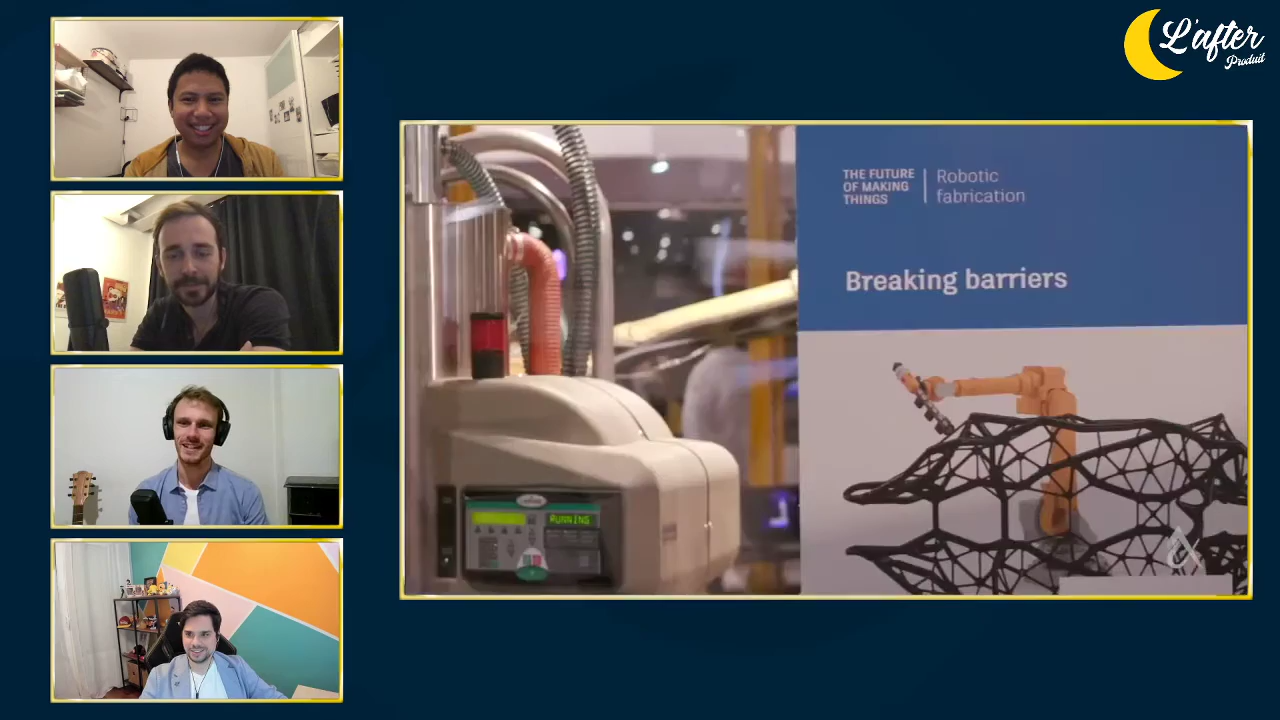 L'after
Produit
THE FUTURE
OF MAKING
THINGS
Robotic
fabrication
Breaking barriers
RUNNING